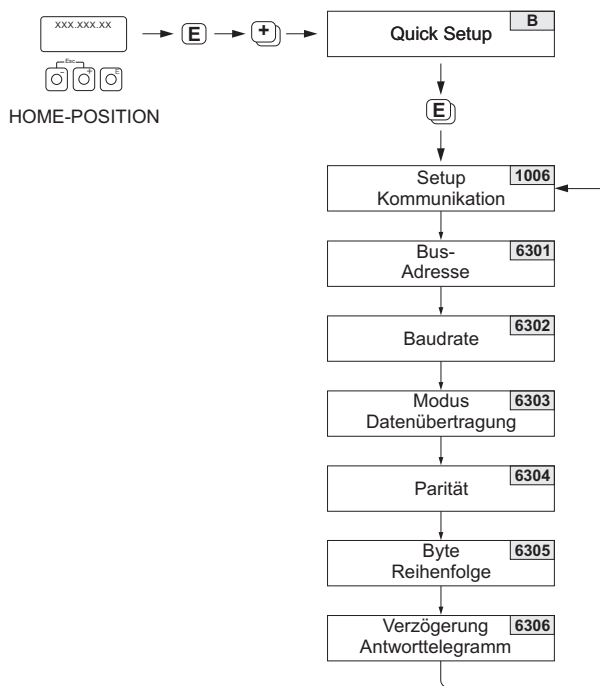 xxx.xxx.xx
Esc
- + E
HOME-POSITION
E
+
Quick Setup
B
E
Setup
Kommunikation
1006
Bus-
Adresse
6301
Baudrate
6302
Modus
Datenübertragung
6303
Parität
6304
Byte
Reihenfolge
6305
Verzögerung
Antworttelegramm
6306